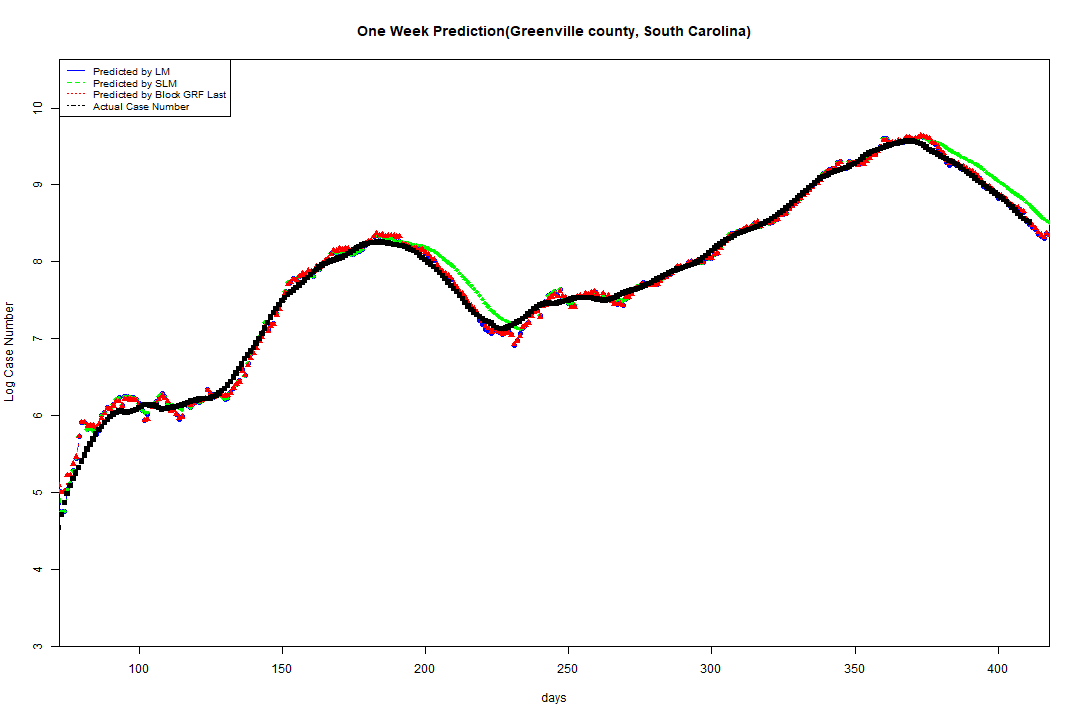 One Week Prediction(Greenville county, South Carolina)
Predicted by LM
Predicted by SLM
Predicted by Block GRF Last
Actual Case Number
10
9
8
7
6
5
4
3
Log Case Number
100 150 200 250 300 350 400
days